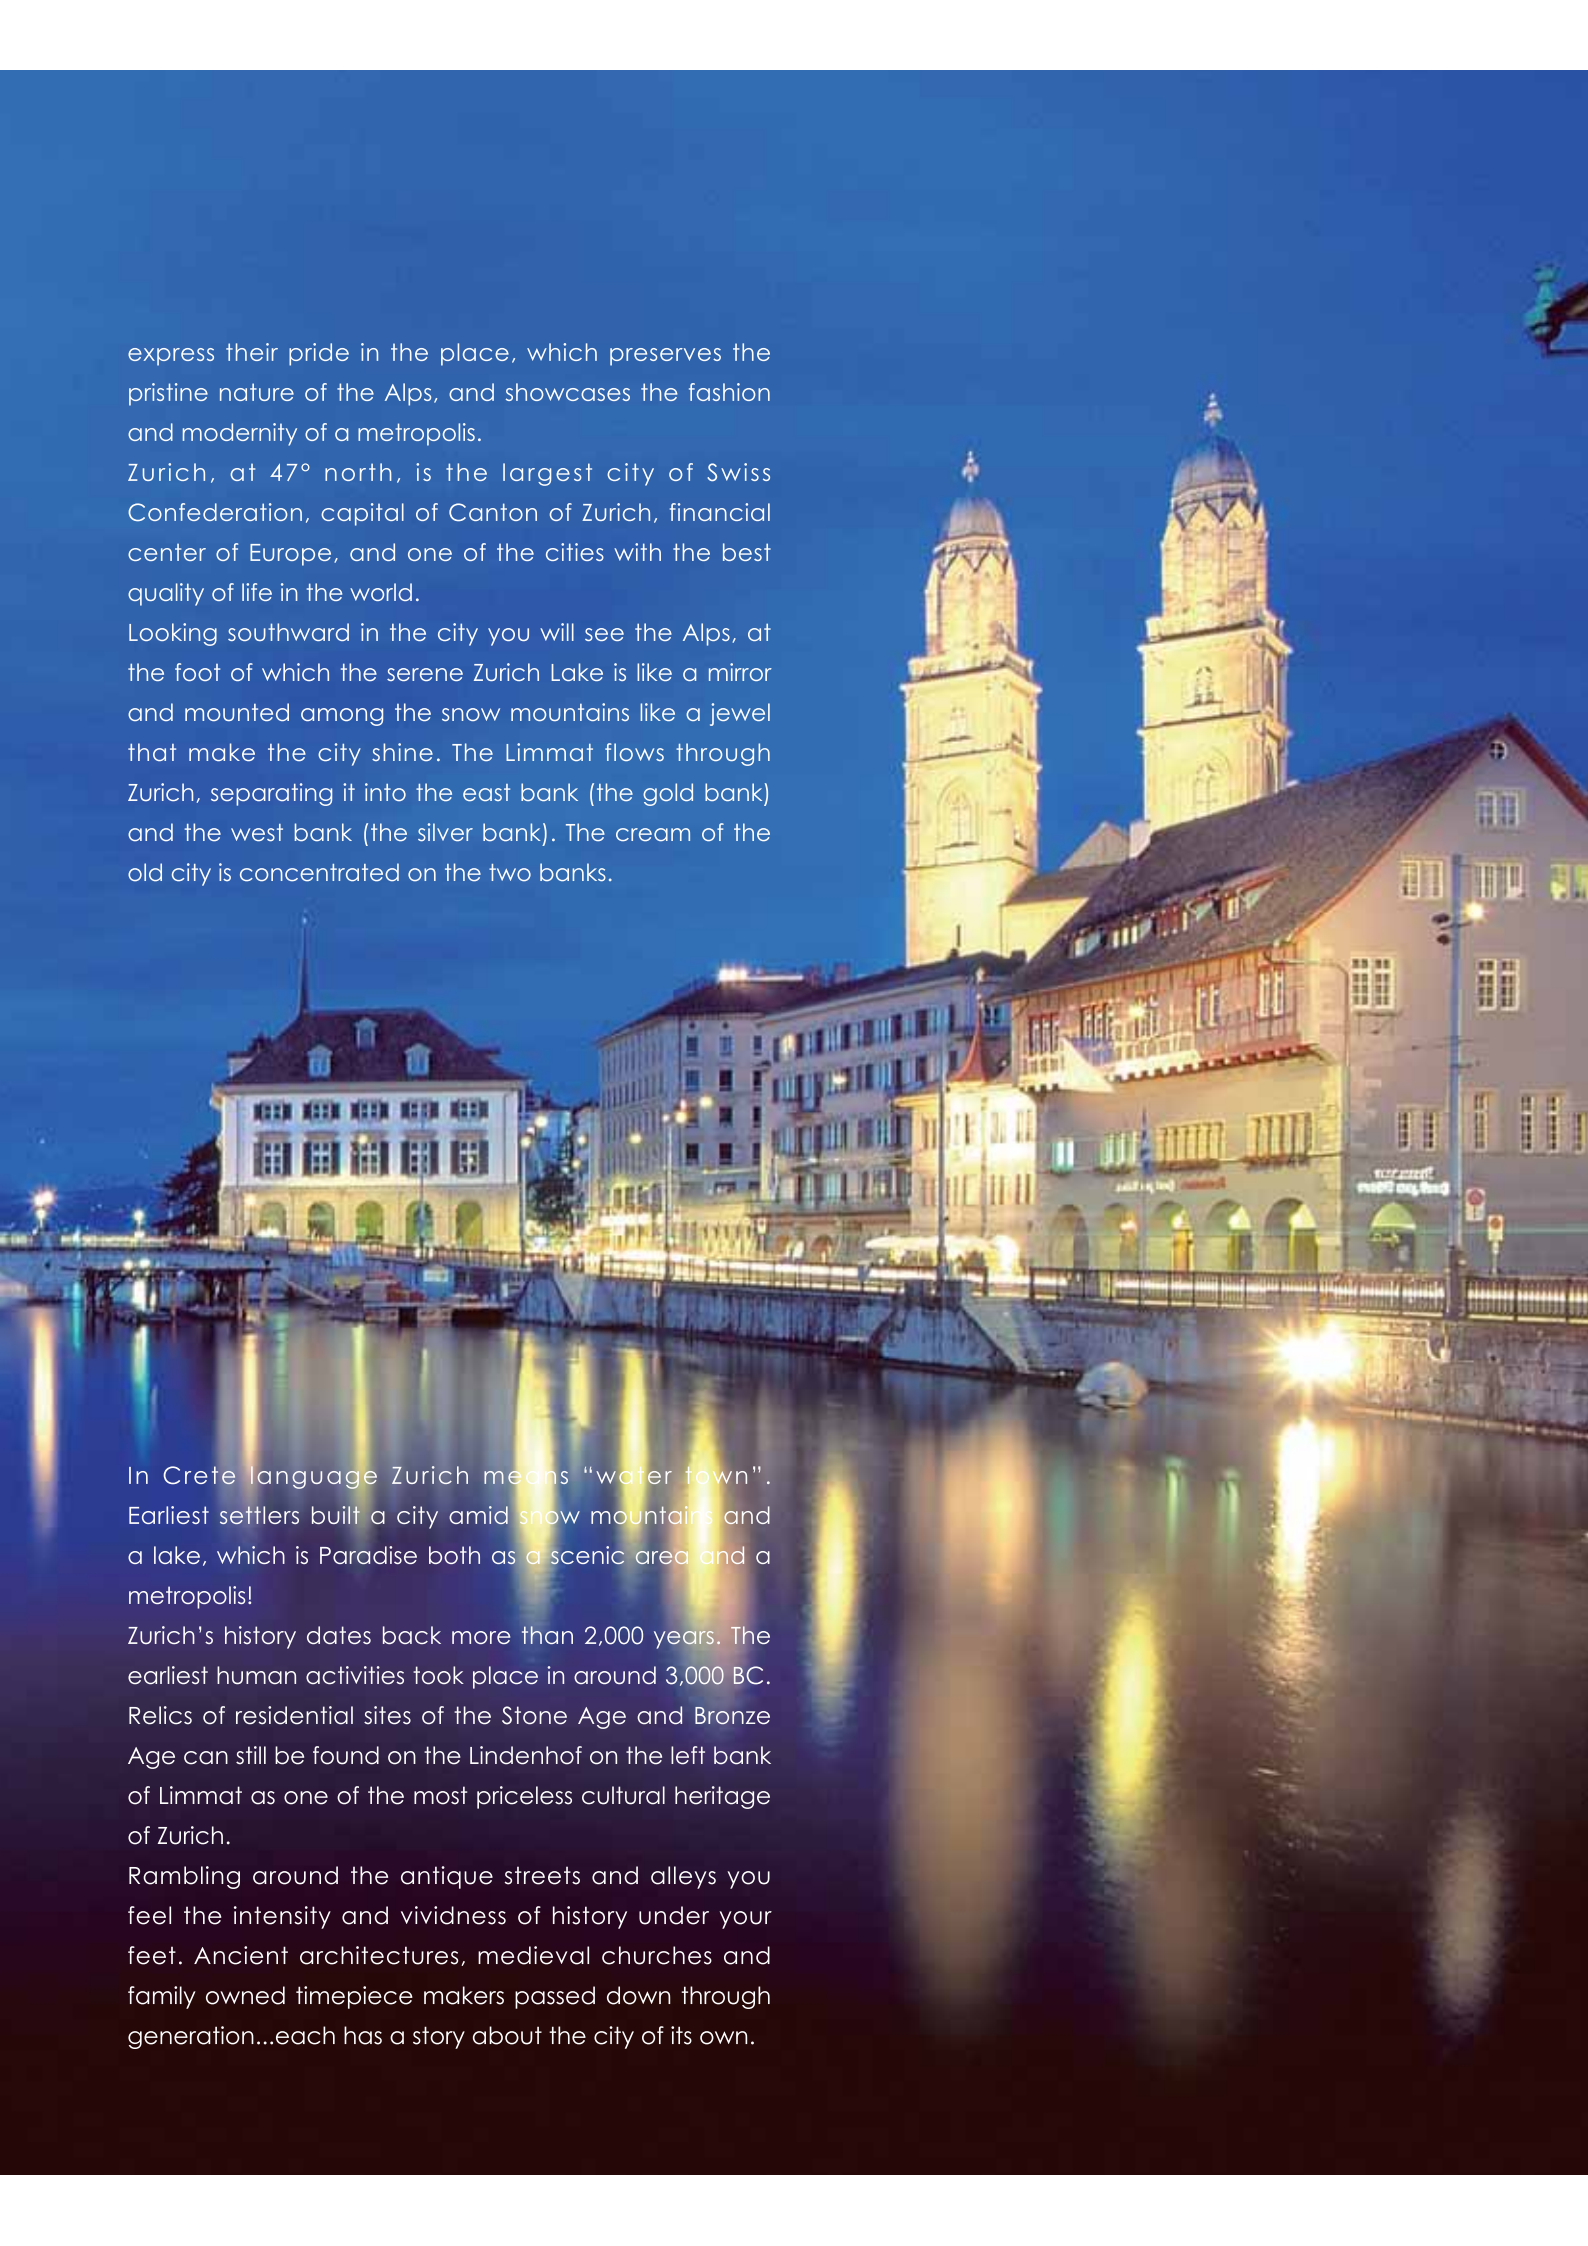 express their pride in the place, which preserves the
pristine nature of the Alps, and showcases the fashion
and modernity of a metropolis.
Zurich, at 47° north, is the largest city of Swiss
Confederation, capital of Canton of Zurich, financial
center of Europe, and one of the cities with the best
quality of life in the world.
Looking southward in the city you will see the Alps, at
the foot of which the serene Zurich Lake is like a mirror
and mounted among the snow mountains like a jewel
that make the city shine. The Limmat flows through
Zurich, separating it into the east bank (the gold bank)
and the west bank (the silver bank). The cream of the
old city is concentrated on the two banks.
In Crete language Zurich means “water town”.
Earliest settlers built a city amid snow mountains and
a lake, which is Paradise both as a scenic area and a
metropolis!
Zurich’s history dates back more than 2,000 years. The
earliest human activities took place in around 3,000 BC.
Relics of residential sites of the Stone Age and Bronze
Age can still be found on the Lindenhof on the left bank
of Limmat as one of the most priceless cultural heritage
of Zurich.
Rambling around the antique streets and alleys you
feel the intensity and vividness of history under your
feet. Ancient architectures, medieval churches and
family owned timepiece makers passed down through
generation...each has a story about the city of its own.